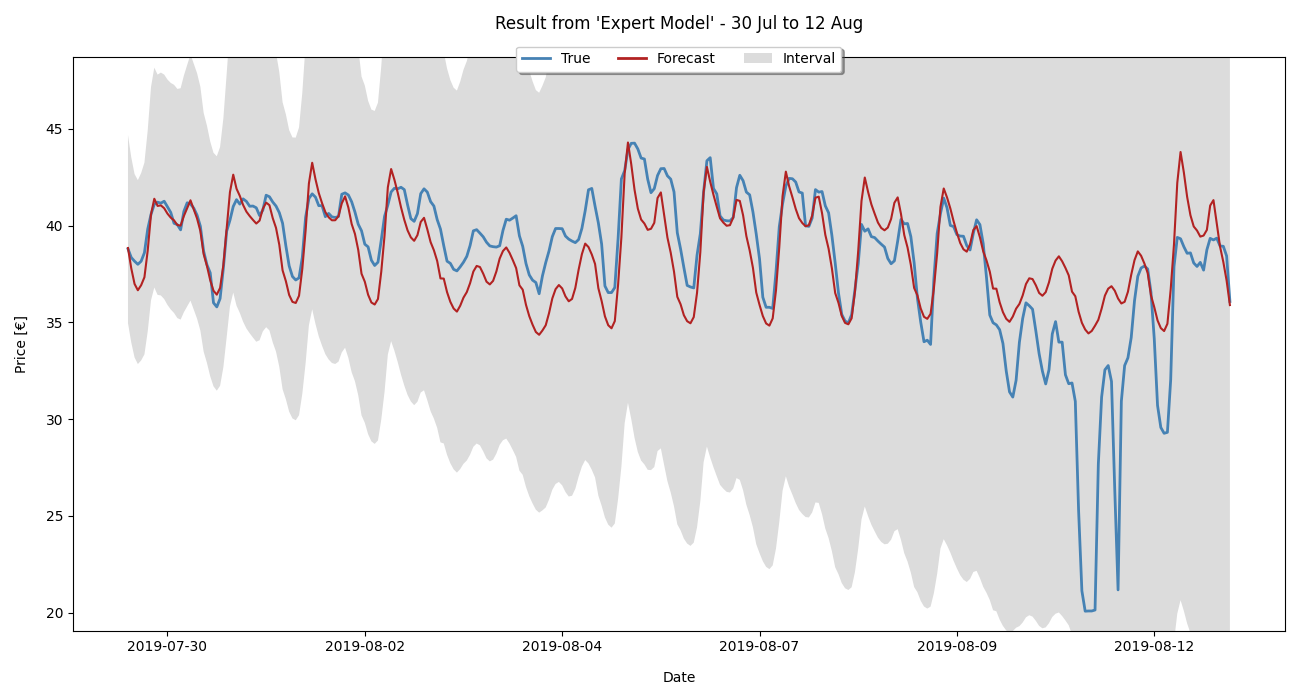 Result from 'Expert Model' - 30 Jul to 12 Aug
True Forecast Interval
Price [€]
45
40
35
30
25
20
2019-07-30 2019-08-02 2019-08-04 2019-08-07 2019-08-09 2019-08-12
Date